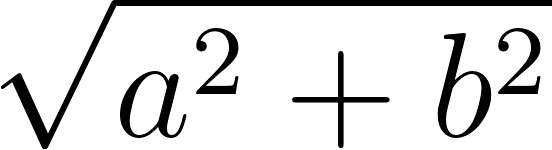 √(a² + b²)